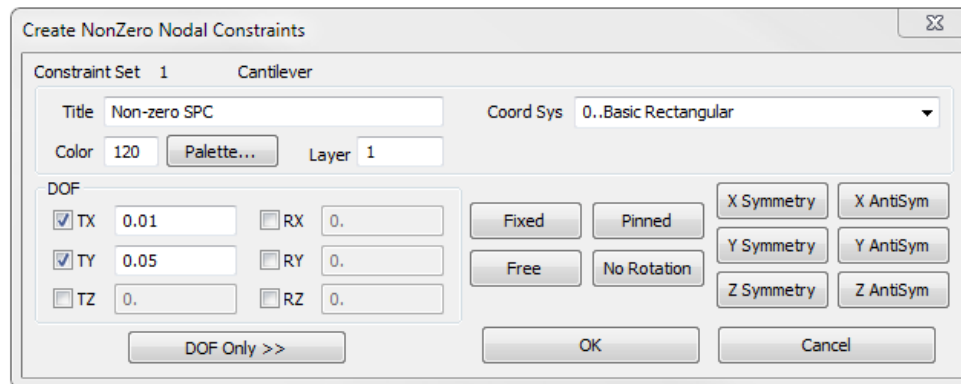 Create NonZero Nodal Constraints
Constraint Set 1 Cantilever
Title Non-zero SPC Coord Sys 0..Basic Rectangular
Color 120 Palette... Layer 1
DOF
TX 0.01 RX 0. Fixed Pinned X Symmetry X AntiSym
TY 0.05 RY 0. Free No Rotation Y Symmetry Y AntiSym
TZ 0. RZ 0. Z Symmetry Z AntiSym
DOF Only >> OK Cancel